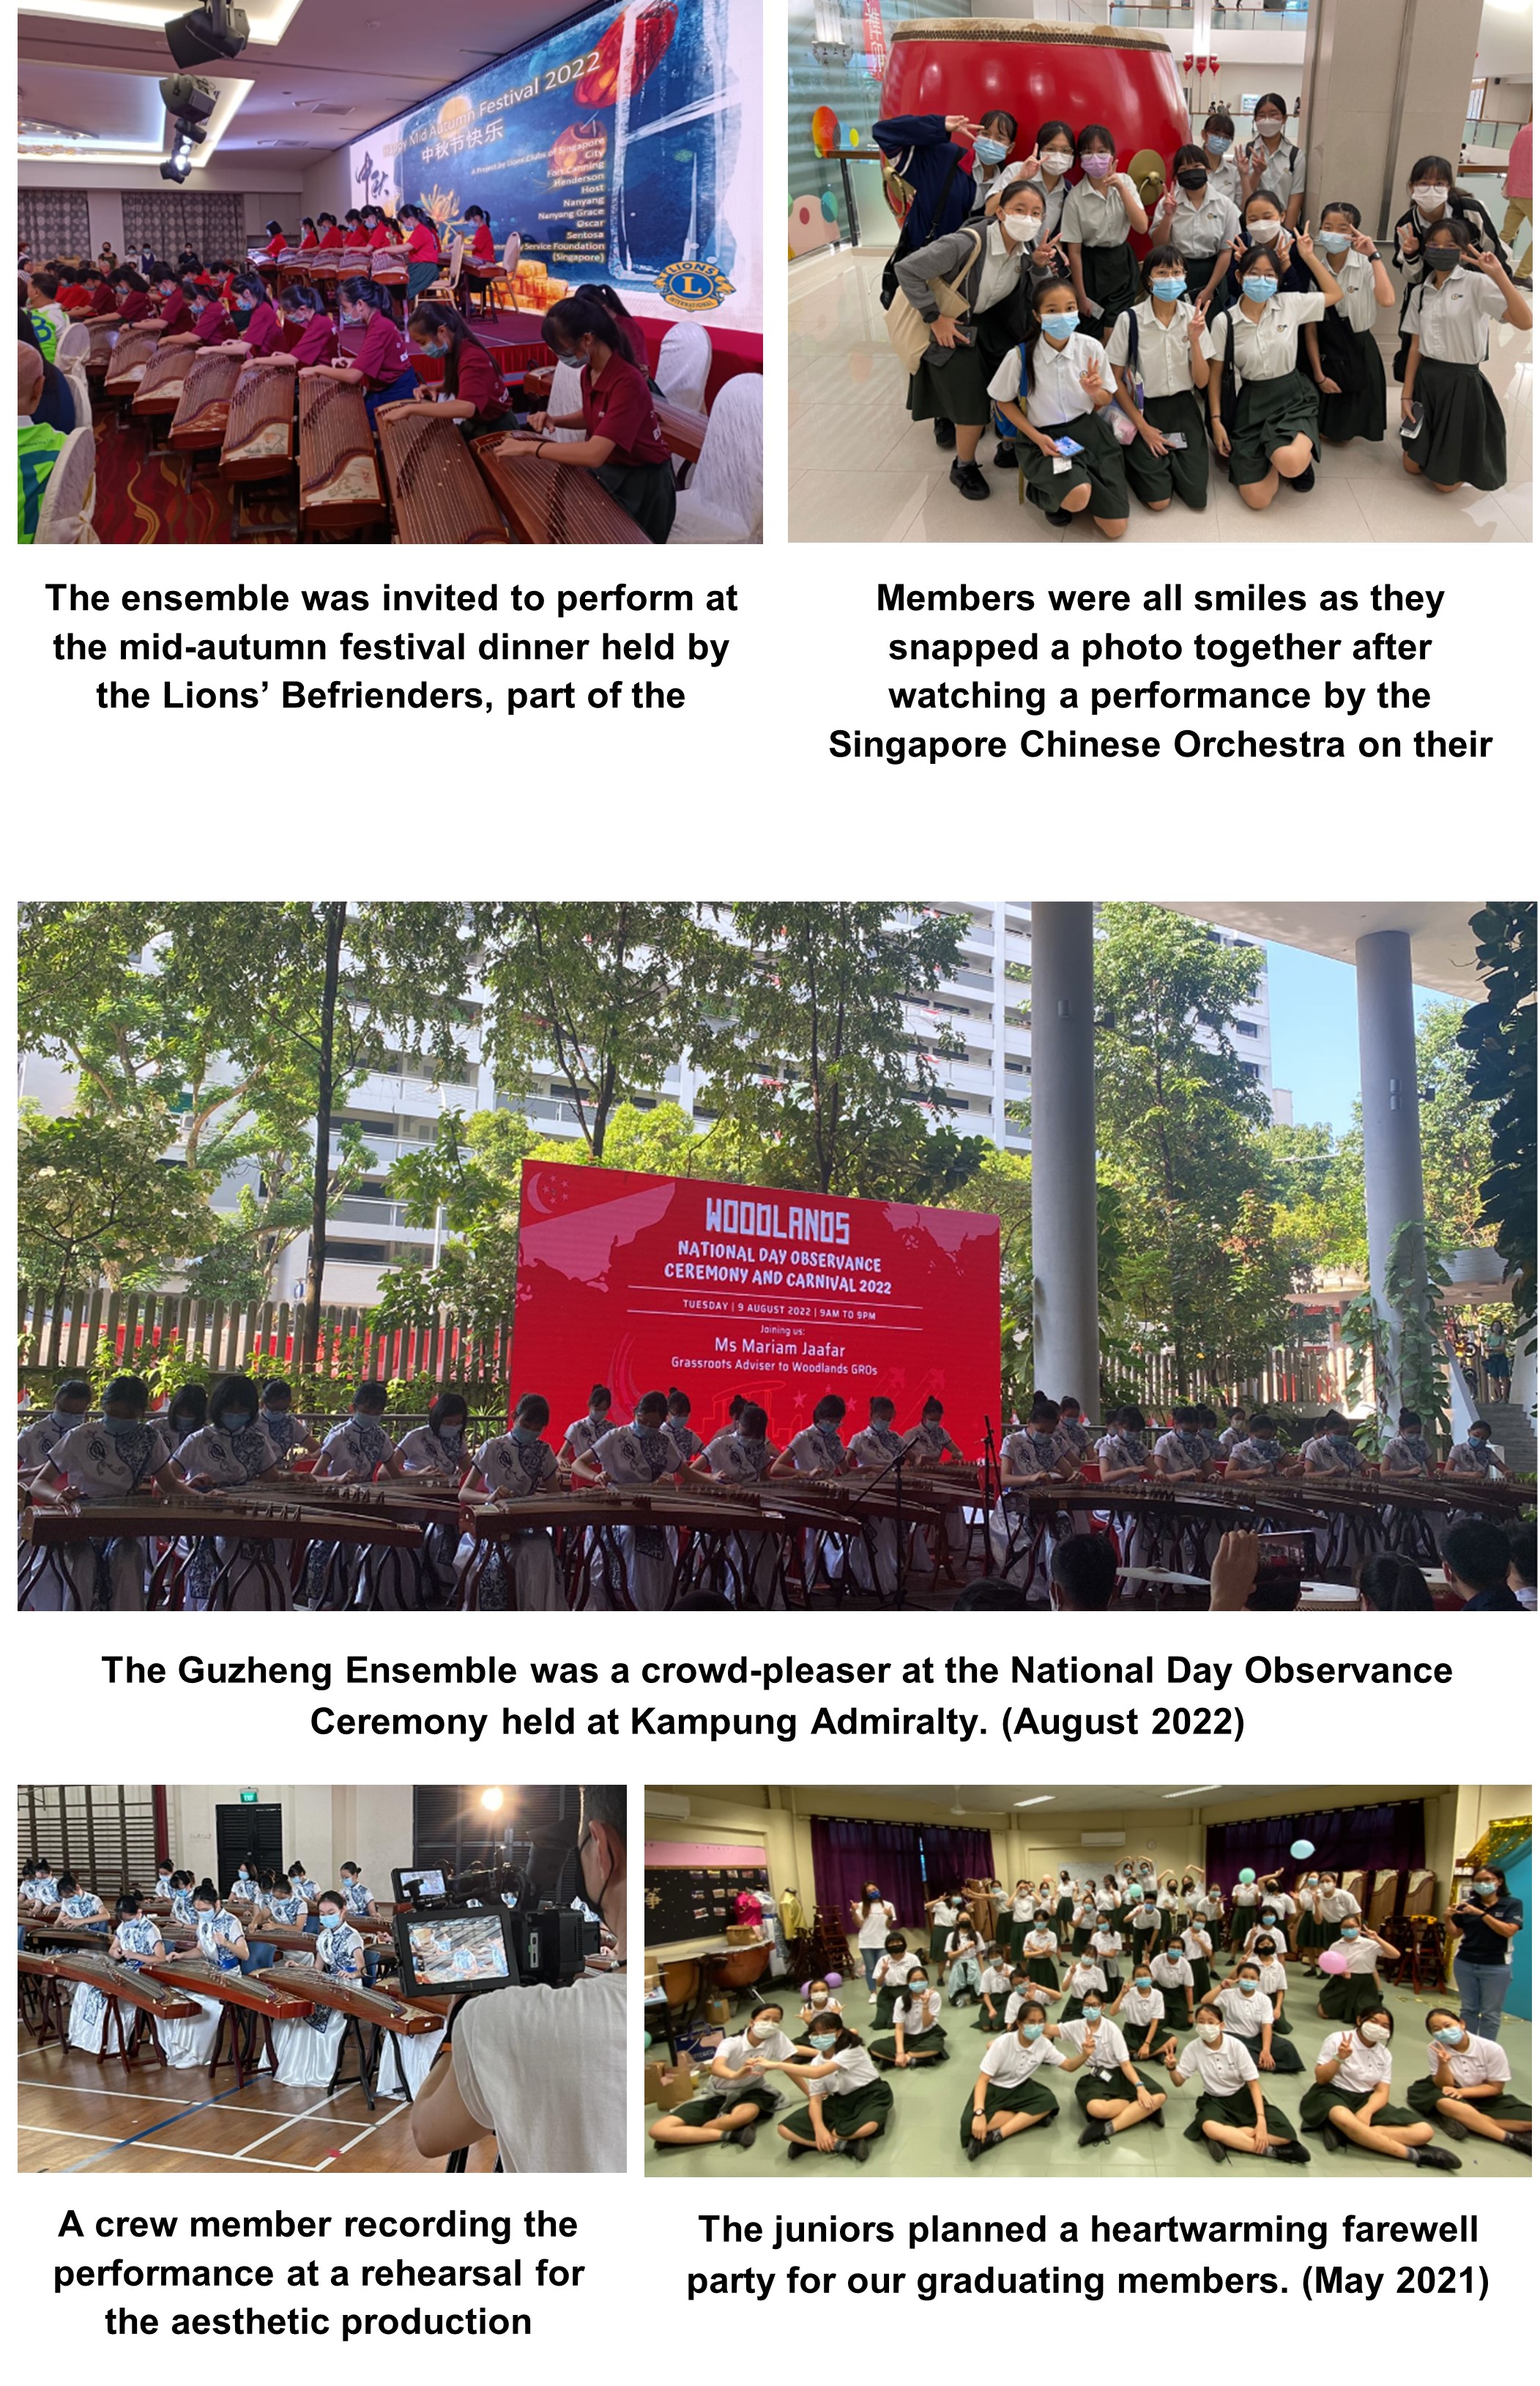 Happy Mid Autumn Festival 2022
中秋节快乐
中秋
A Project by Lions Clubs of Singapore
City
Fort Canning
Henderson
Host
Nanyang
Nanyang Grace
Oscar
Sentosa
Service Foundation
(Singapore)
LIONS
L
INTERNATIONAL
The ensemble was invited to perform at
the mid-autumn festival dinner held by
the Lions’ Befrienders, part of the
Members were all smiles as they
snapped a photo together after
watching a performance by the
Singapore Chinese Orchestra on their
WOODLANDS
NATIONAL DAY OBSERVANCE
CEREMONY AND CARNIVAL 2022
TUESDAY | 9 AUGUST 2022 | 9AM TO 9PM
Joining us:
Ms Mariam Jaafar
Grassroots Adviser to Woodlands GROs
The Guzheng Ensemble was a crowd-pleaser at the National Day Observance
Ceremony held at Kampung Admiralty. (August 2022)
EXIT
A crew member recording the
performance at a rehearsal for
the aesthetic production
The juniors planned a heartwarming farewell
party for our graduating members. (May 2021)